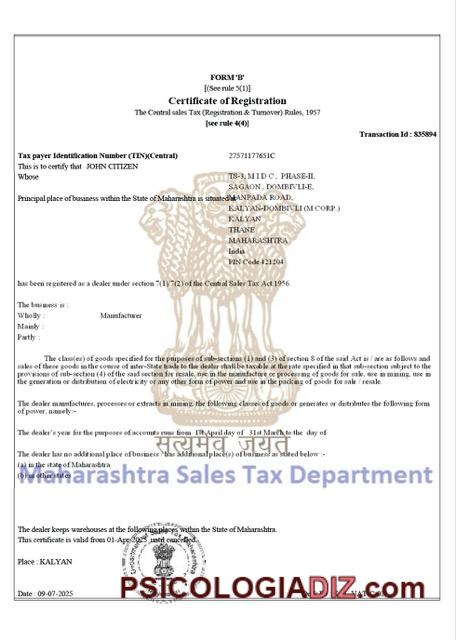 FORM 'B'
[(See rule 5(1)]
Certificate of Registration
The Central sales Tax (Registration & Turnover) Rules, 1957
[see rule 4(4)]
Transaction Id : 835894
Tax payer Identification Number (TIN)(Central) 27571177651C
This is to certify that JOHN CITIZEN
Whose T8-3, M I D C , PHASE-II,
SAGAON , DOMBIVLI-E,
Principal place of business within the State of Maharashtra is situated at MANPADA ROAD,
KALYAN-DOMBIVLI (M CORP.)
KALYAN
THANE
MAHARASHTRA
India
PIN Code 421204
has been registered as a dealer under section 7(1)/7(2) of the Central Sales Tax Act 1956.
The business is :
Wholly : Manufacturer
Mainly :
Partly :
The class(es) of goods specified for the purposes of sub-sections (1) and (3) of section 8 of the said Act is / are as follows and
sales of these goods in the course of inter-State trade to the dealer shall be taxable at the rate specified in that sub-section subject to the
provisions of sub-section (4) of the said section for resale, use in the manufacture or processing of goods for sale, use in mining, use in
the generation or distribution of electricity or any other form of power and use in the packing of goods for sale / resale.
The dealer manufactures, processes or extracts in mining, the following classes of goods or generates or distributes the following form
of power, namely:-
The dealer's year for the purposes of accounts runs from 1st April day of 31st March to the day of
सत्यमेव जयते
The dealer has no additional place of business / has additional place(s) of business as stated below :-
(a) in the state of Maharashtra
Maharashtra Sales Tax Department
(b) in other states
The dealer keeps warehouses at the following places within the State of Maharashtra.
This certificate is valid from 01-Apr-2025 until cancelled.
Place : KALYAN
Date : 09-07-2025
PSICOLOGIADIZ.com